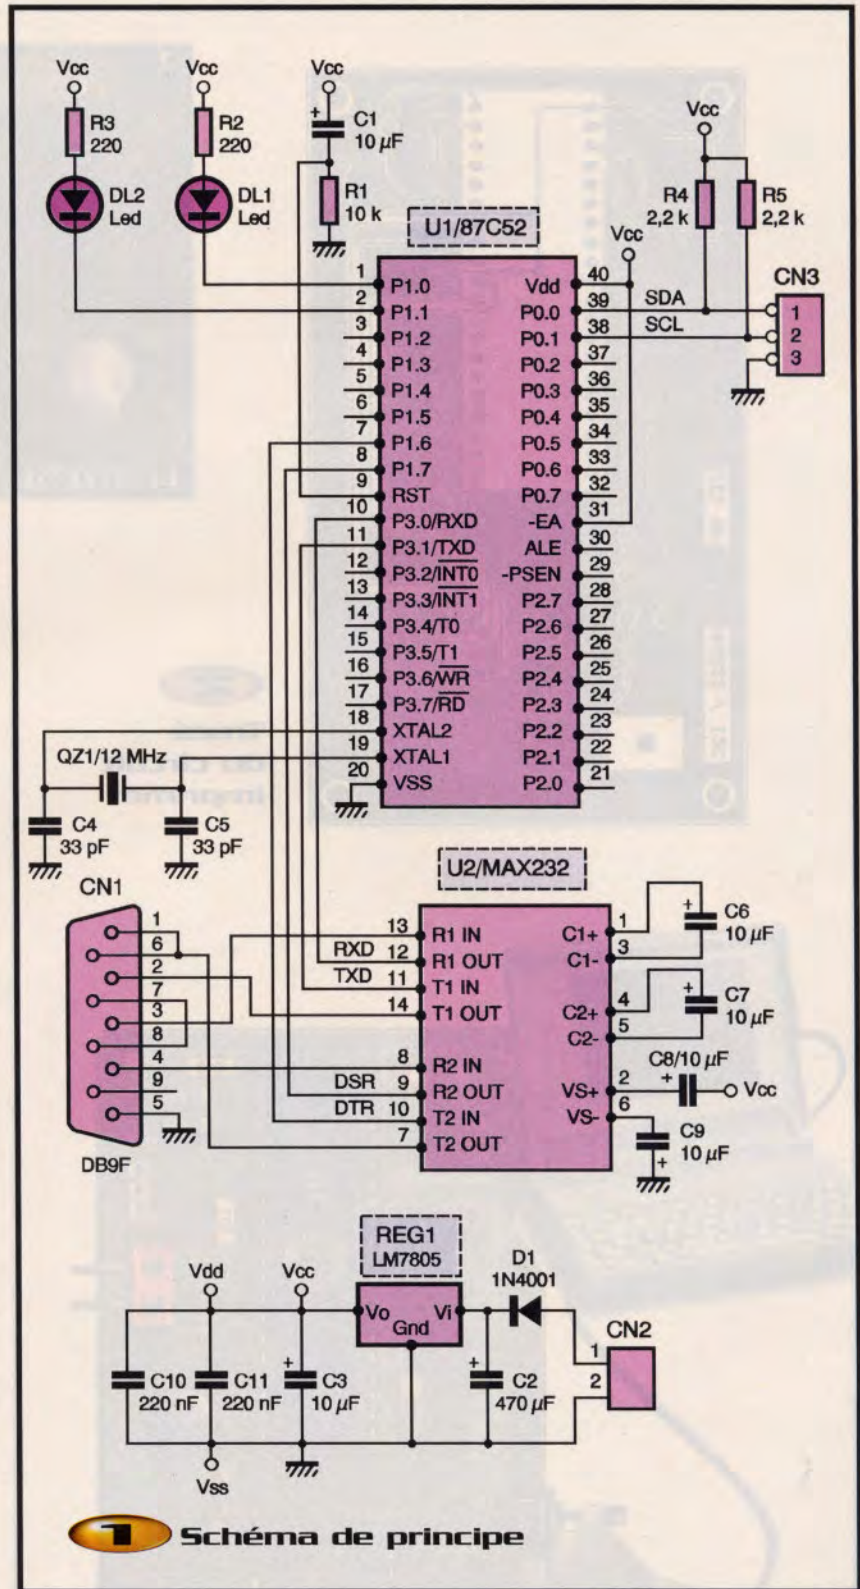 Vcc
Vcc
Vcc
R3
220
R2
220
+
C1
10 µF
DL2
Led
DL1
Led
R1
10 k
Vcc
R4
2,2 k
R5
2,2 k
U1/87C52
Vcc
CN3
1
2
3
SDA
SCL
1 P1.0
2 P1.1
3 P1.2
4 P1.3
5 P1.4
6 P1.5
7 P1.6
8 P1.7
9 RST
10 P3.0/RXD
11 P3.1/TXD
12 P3.2/INT0
13 P3.3/INT1
14 P3.4/T0
15 P3.5/T1
16 P3.6/WR
17 P3.7/RD
18 XTAL2
19 XTAL1
20 VSS
Vdd 40
P0.0 39
P0.1 38
P0.2 37
P0.3 36
P0.4 35
P0.5 34
P0.6 33
P0.7 32
-EA 31
ALE 30
-PSEN 29
P2.7 28
P2.6 27
P2.5 26
P2.4 25
P2.3 24
P2.2 23
P2.1 22
P2.0 21
QZ1/12 MHz
C4
33 pF
C5
33 pF
CN1
1
6
2
7
3
8
4
9
5
DB9F
U2/MAX232
13 R1 IN
RXD 12 R1 OUT
TXD 11 T1 IN
14 T1 OUT
8 R2 IN
DSR 9 R2 OUT
DTR 10 T2 IN
7 T2 OUT
C1+ 1
C1- 3
C2+ 4
C2- 5
VS+ 2
VS- 6
+
C6
10 µF
+
C7
10 µF
C8/10 µF
+
Vcc
C9
10 µF
+
REG1
LM7805
Vo
Vi
Gnd
D1
1N4001
CN2
1
2
Vdd
Vcc
C10
220 nF
C11
220 nF
+
C3
10 µF
+
C2
470 µF
Vss
1 Schéma de principe